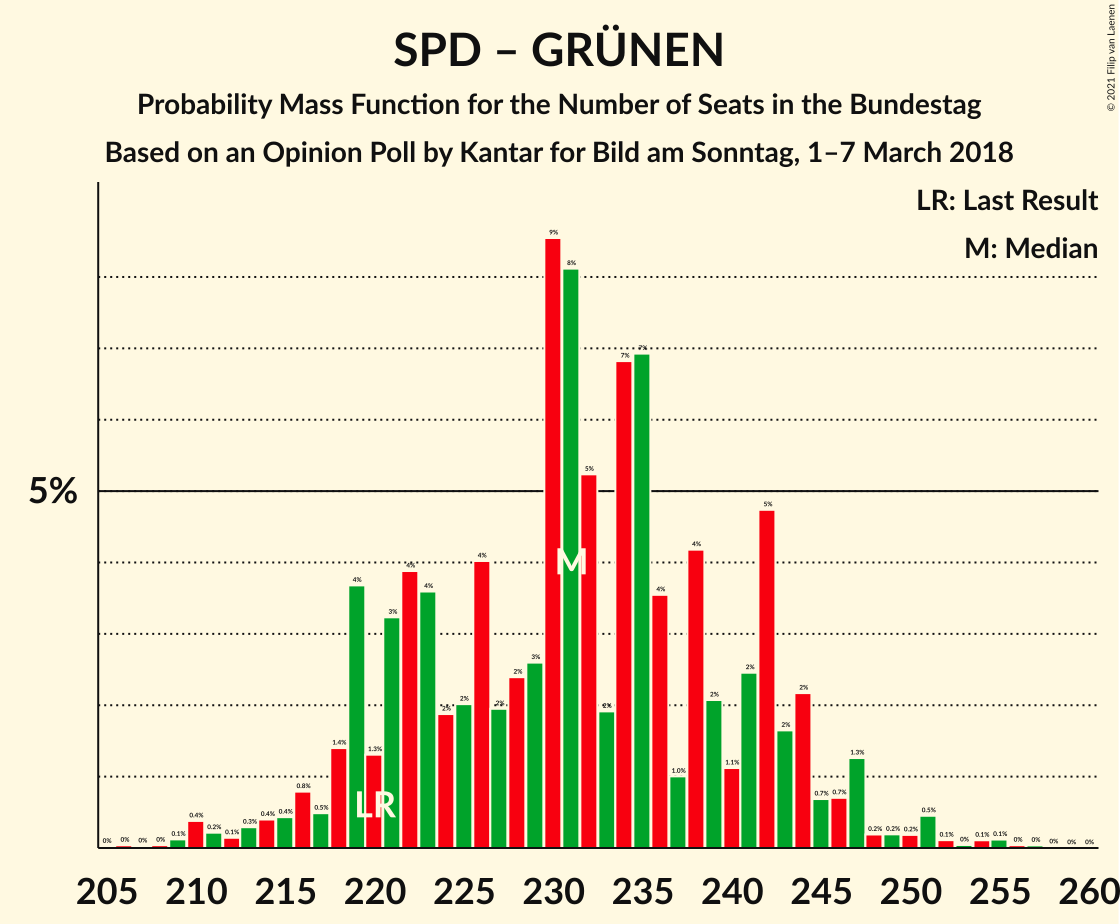 SPD – GRÜNEN
Probability Mass Function for the Number of Seats in the Bundestag
Based on an Opinion Poll by Kantar for Bild am Sonntag, 1–7 March 2018
© 2021 Filip van Laenen
LR: Last Result
M: Median
5%
0% 0% 0% 0% 0.1% 0.4% 0.2% 0.1% 0.3% 0.4% 0.4% 0.8% 0.5% 1.4% 4% 1.3% 3% 4% 4% 2% 2% 4% 2% 2% 3% 9% 8% 5% 2% 7% 7% 4% 1.0% 4% 2% 1.1% 2% 5% 2% 2% 0.7% 0.7% 1.3% 0.2% 0.2% 0.2% 0.5% 0.1% 0% 0.1% 0.1% 0% 0% 0% 0% 0%
M
LR
205 210 215 220 225 230 235 240 245 250 255 260